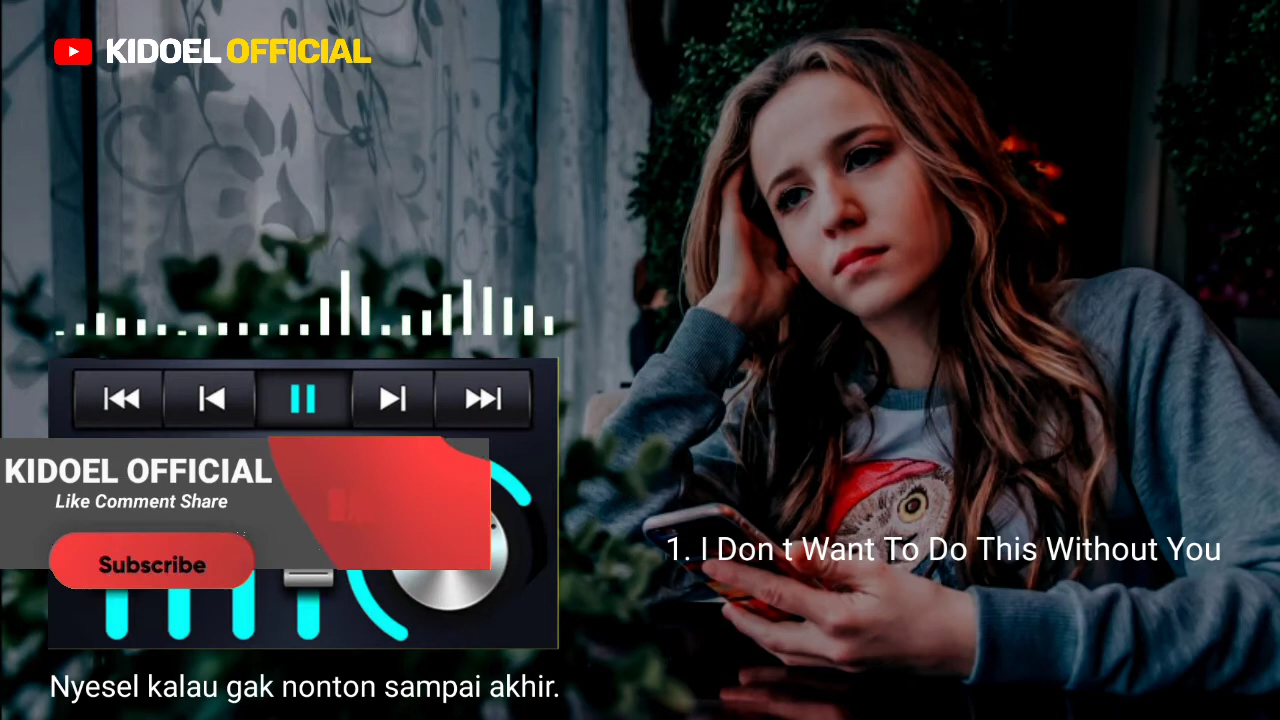 KIDOEL OFFICIAL
KIDOEL OFFICIAL
Like Comment Share
Subscribe
1. I Don t Want To Do This Without You
Nyesel kalau gak nonton sampai akhir.